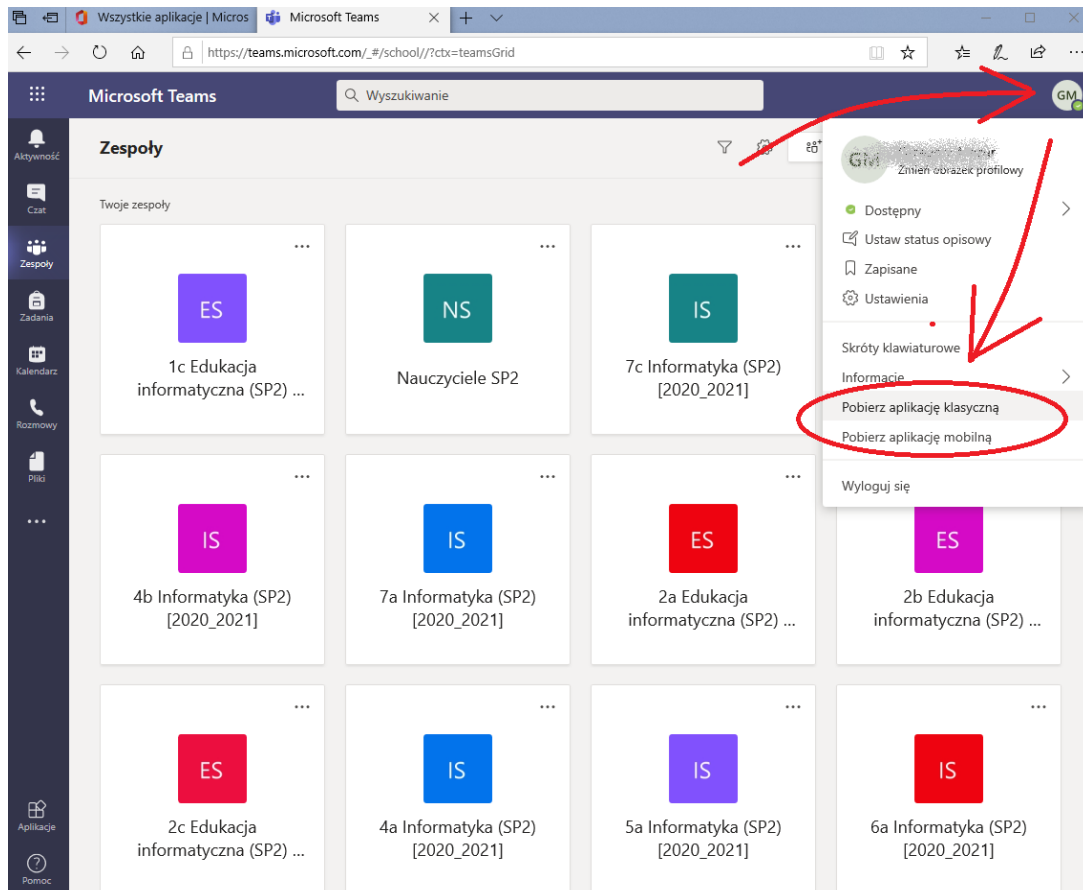 Wszystkie aplikacje | Micros
Microsoft Teams
https://teams.microsoft.com/_#/school//?ctx=teamsGrid
Microsoft Teams
Wyszukiwanie
GM
Aktywność
Czat
Zespoły
Zadania
Kalendarz
Rozmowy
Pliki
Aplikacje
Pomoc
Zespoły
Twoje zespoły
ES
1c Edukacja
informatyczna (SP2) ...
NS
Nauczyciele SP2
IS
7c Informatyka (SP2)
[2020_2021]
GM
Zmień obrazek profilowy
Dostępny
Ustaw status opisowy
Zapisane
Ustawienia
Skróty klawiaturowe
Informacje
Pobierz aplikację klasyczną
Pobierz aplikację mobilną
Wyloguj się
IS
4b Informatyka (SP2)
[2020_2021]
IS
7a Informatyka (SP2)
[2020_2021]
ES
2a Edukacja
informatyczna (SP2) ...
ES
2b Edukacja
informatyczna (SP2) ...
ES
2c Edukacja
informatyczna (SP2) ...
IS
4a Informatyka (SP2)
[2020_2021]
IS
5a Informatyka (SP2)
[2020_2021]
IS
6a Informatyka (SP2)
[2020_2021]